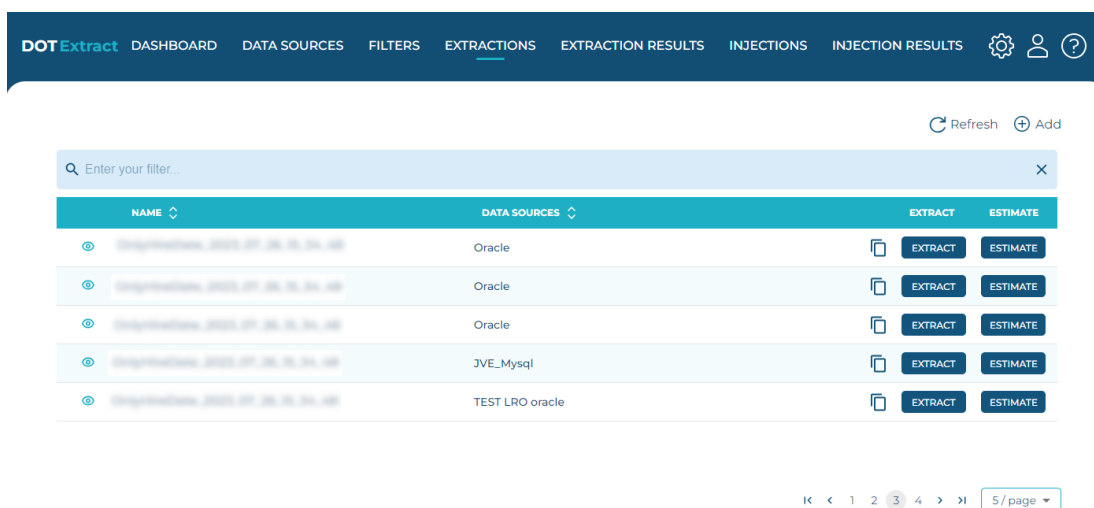 DOTExtract DASHBOARD DATA SOURCES FILTERS EXTRACTIONS EXTRACTION RESULTS INJECTIONS INJECTION RESULTS
Refresh Add
Enter your filter...
NAME DATA SOURCES EXTRACT ESTIMATE
Oracle EXTRACT ESTIMATE
Oracle EXTRACT ESTIMATE
Oracle EXTRACT ESTIMATE
JVE_Mysql EXTRACT ESTIMATE
TEST LRO oracle EXTRACT ESTIMATE
1 2 3 4 5 / page